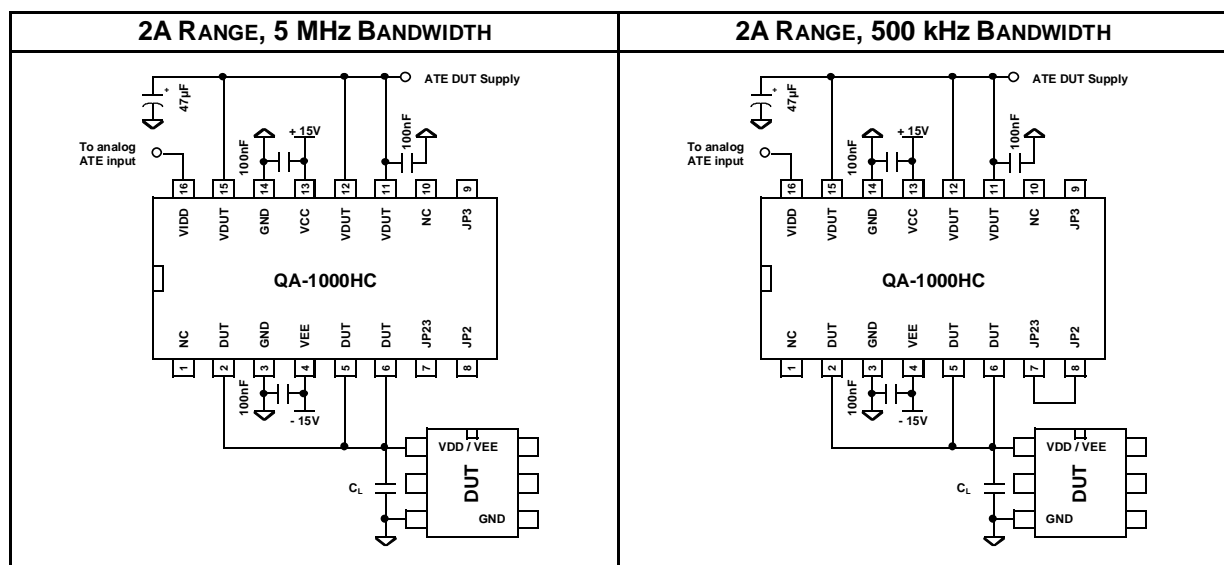 2A RANGE, 5 MHz BANDWIDTH
47µF
+
ATE DUT Supply
To analog
ATE input
100nF
+ 15V
100nF
16
15
14
13
12
11
10
9
VIDD
VDUT
GND
VCC
VDUT
VDUT
NC
JP3
QA-1000HC
NC
DUT
GND
VEE
DUT
DUT
JP23
JP2
1
2
3
4
5
6
7
8
100nF
- 15V
VDD / VEE
DUT
CL
GND
2A RANGE, 500 kHz BANDWIDTH
47µF
+
ATE DUT Supply
To analog
ATE input
100nF
+ 15V
100nF
16
15
14
13
12
11
10
9
VIDD
VDUT
GND
VCC
VDUT
VDUT
NC
JP3
QA-1000HC
NC
DUT
GND
VEE
DUT
DUT
JP23
JP2
1
2
3
4
5
6
7
8
100nF
- 15V
VDD / VEE
DUT
CL
GND